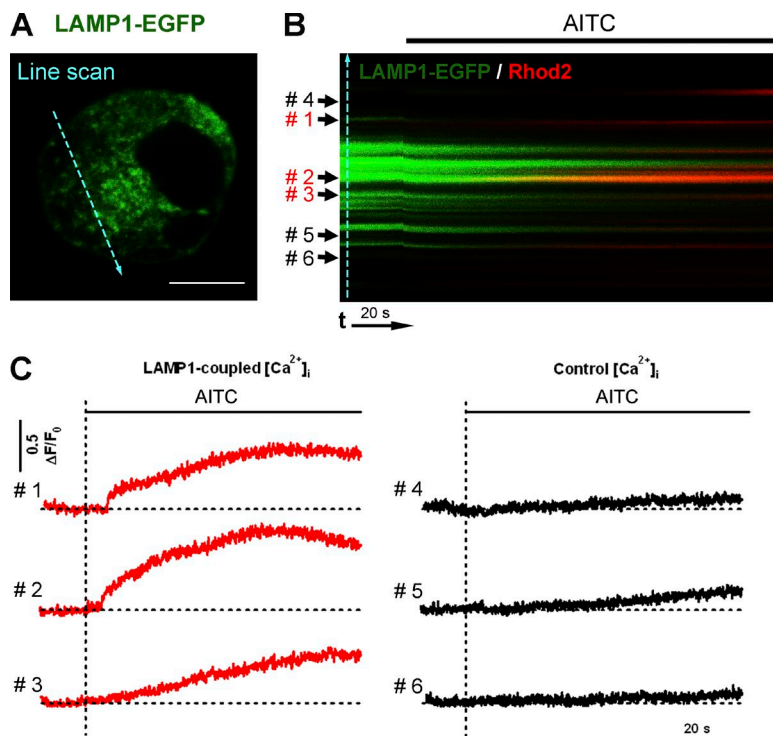 A LAMP1-EGFP
Line scan
B AITC
LAMP1-EGFP / Rhod2
# 4
# 1
# 2
# 3
# 5
# 6
t 20 s
C
LAMP1-coupled [Ca²⁺]ᵢ
AITC
0.5
ΔF/F₀
# 1
# 2
# 3
Control [Ca²⁺]ᵢ
AITC
# 4
# 5
# 6
20 s